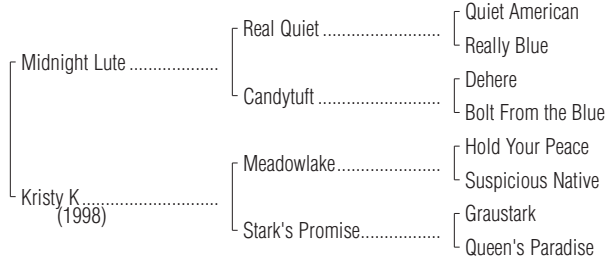 Quiet American
Real Quiet ..........................
Really Blue
Midnight Lute ....................
Dehere
Candytuft ...........................
Bolt From the Blue
Hold Your Peace
Meadowlake.......................
Suspicious Native
Kristy K..............................
(1998)
Graustark
Stark's Promise..................
Queen's Paradise